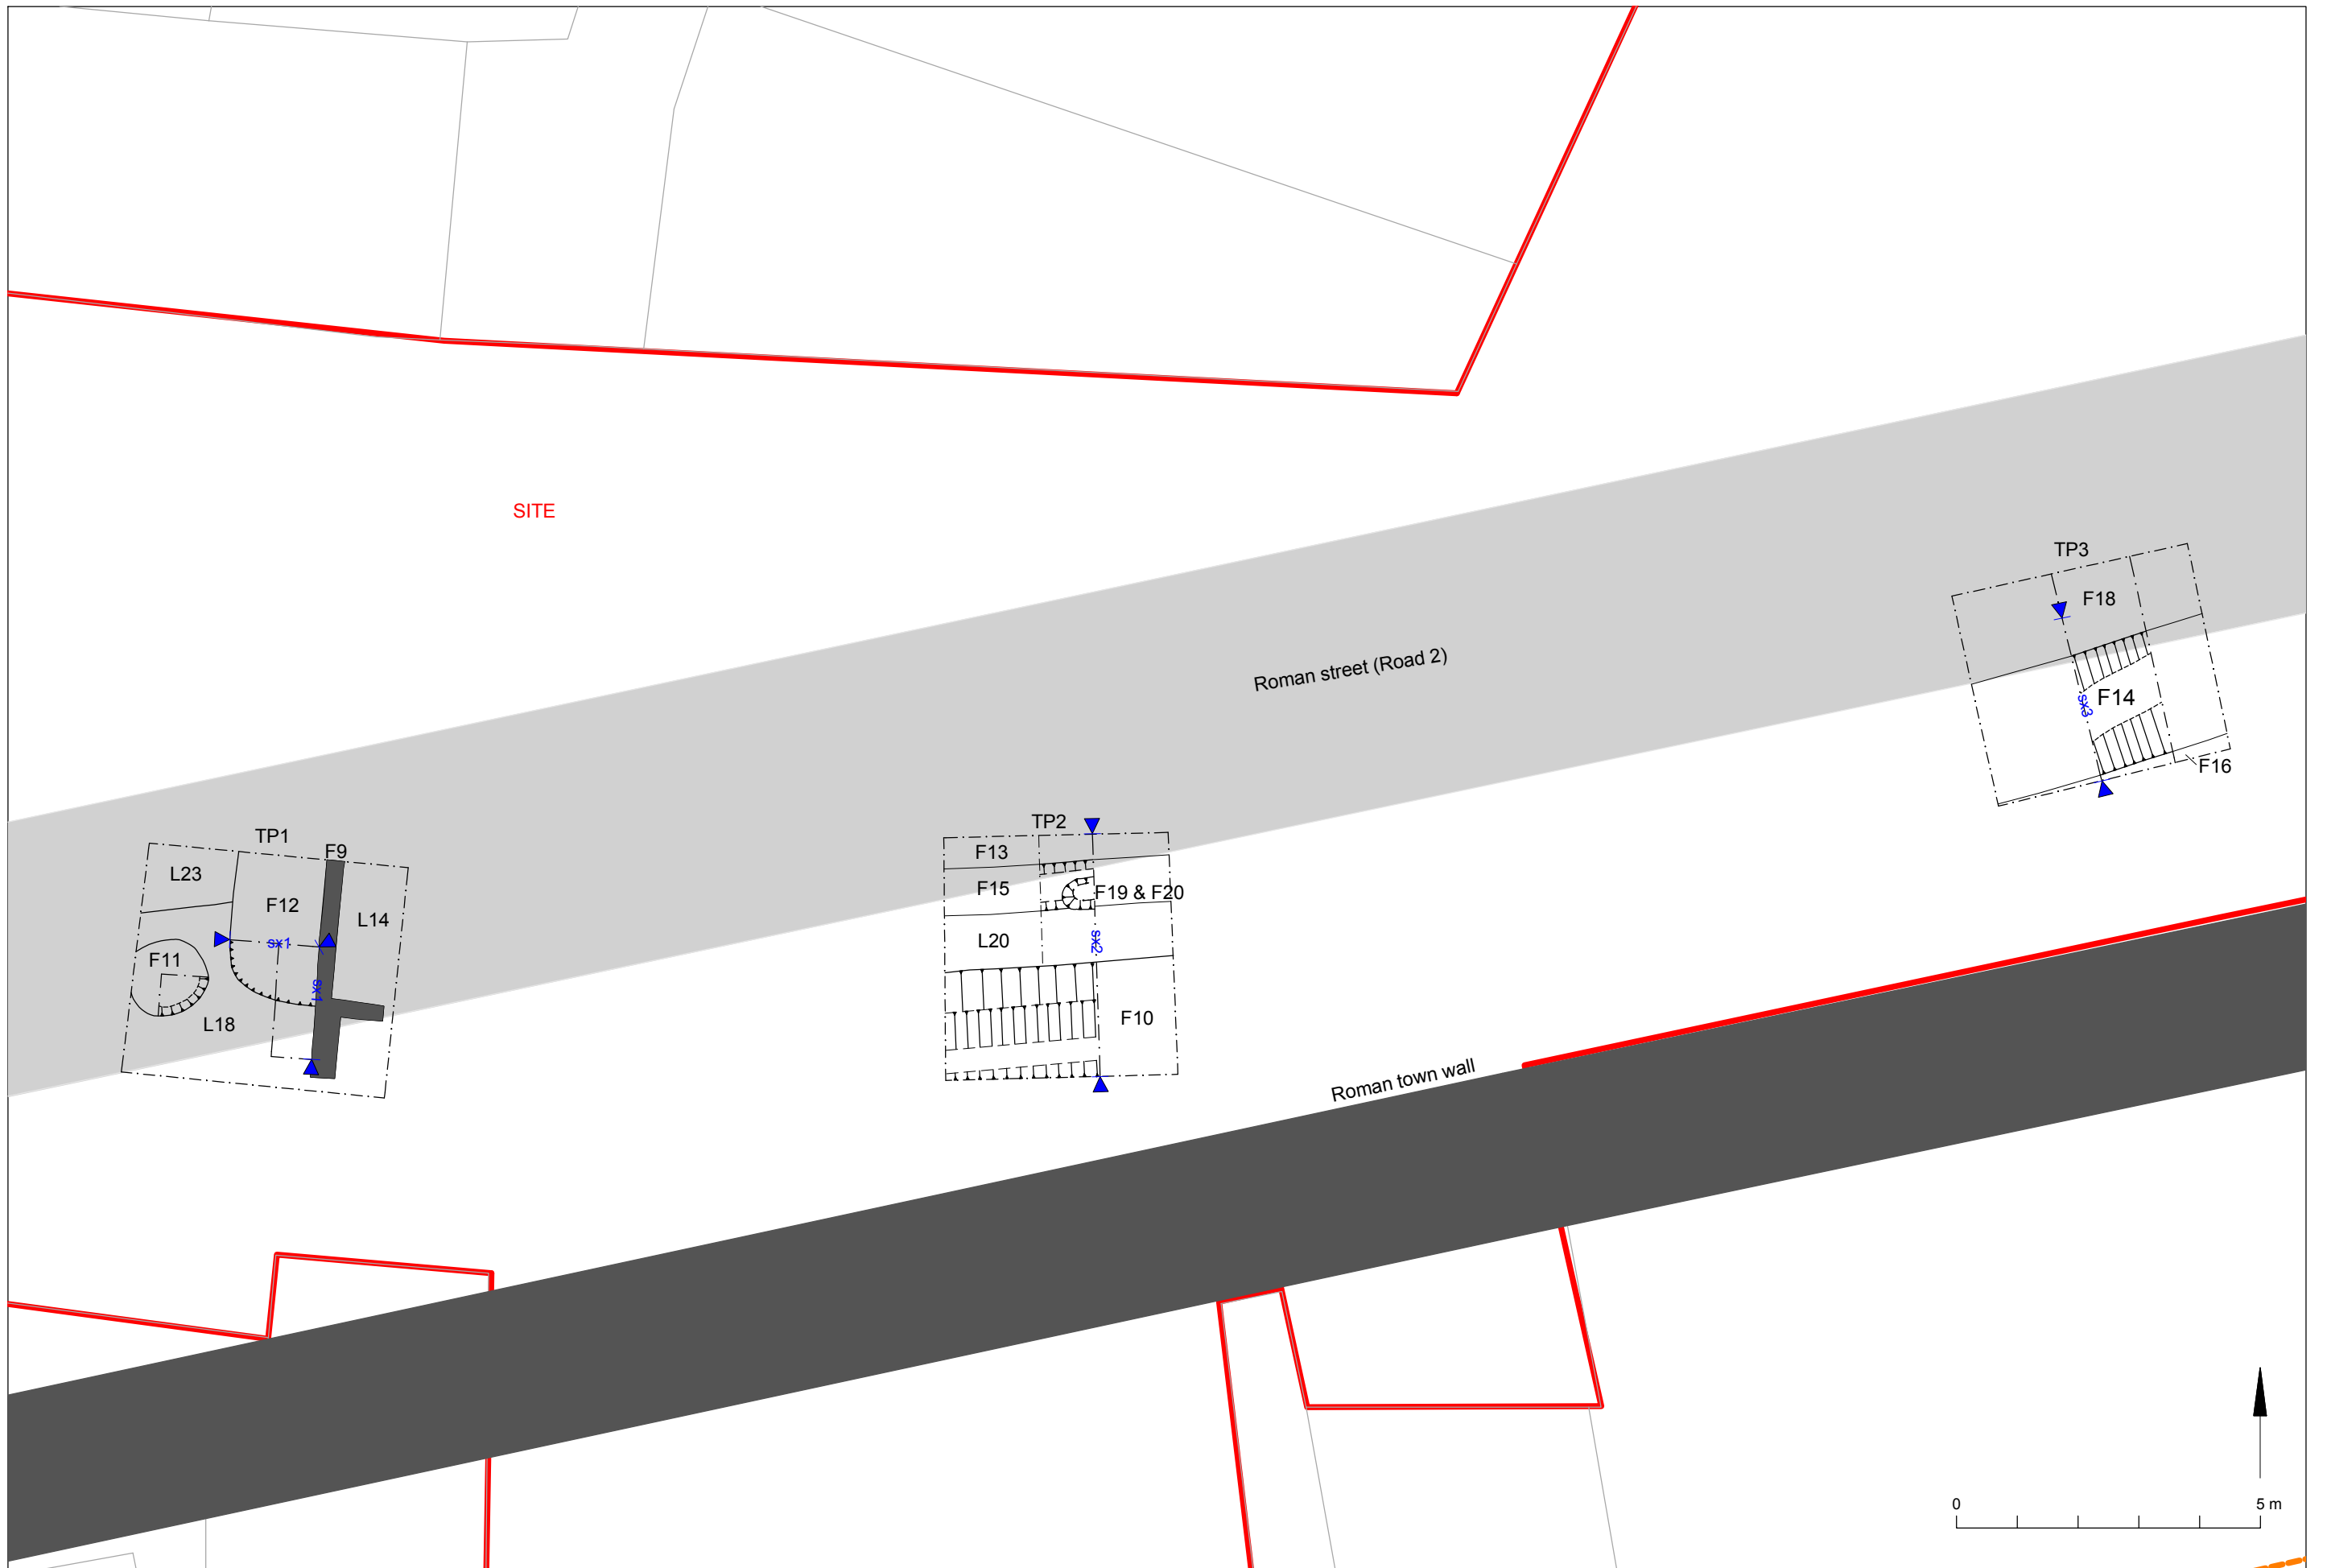 SITE
Roman street (Road 2)
TP3
F18
sx3
F14
F16
TP1
F9
L23
F12
L14
sx1
F11
sx1
L18
TP2
F13
F15
F19 & F20
L20
sx2
F10
Roman town wall
0
5 m